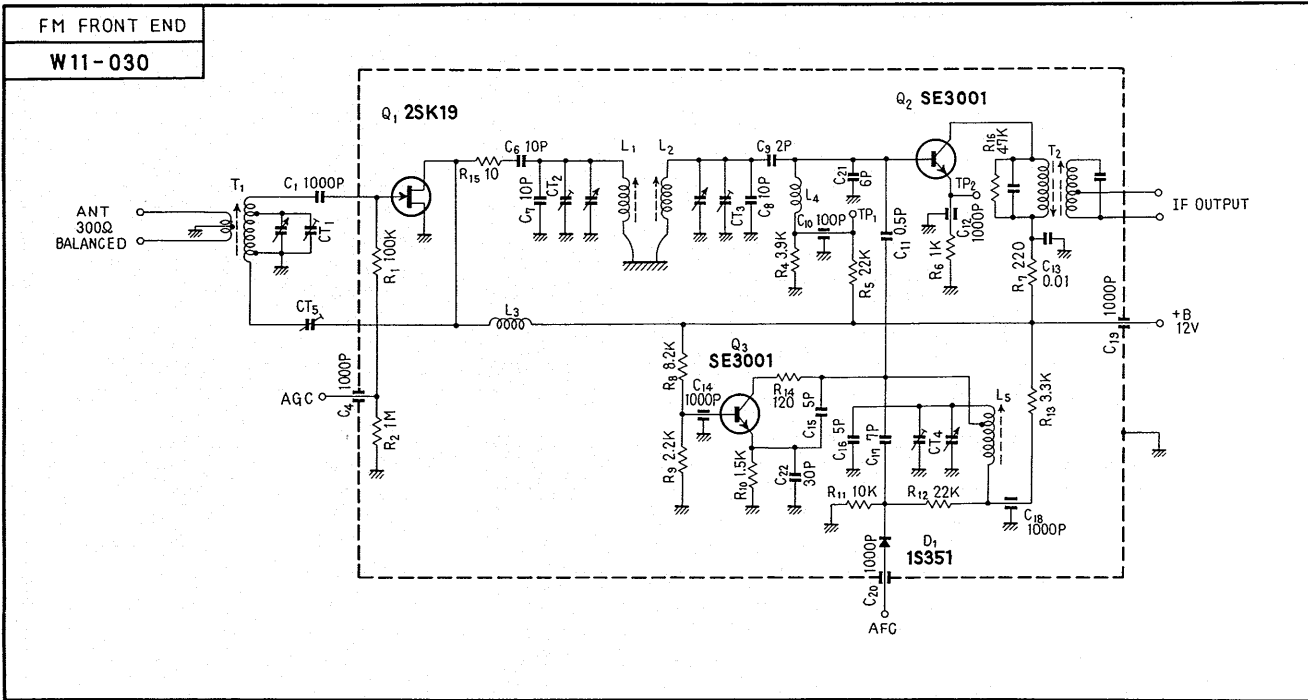 FM FRONT END
W11-030
Q1 2SK19
Q2 SE3001
R15 10
C6 10P
C7 10P
CT2
L1
L2
CT3
C8 10P
C9 2P
L4
C21
6P
TP1
C10 100P
R4 3.9K
R5 22K
C11 0.5P
TP2
C12
1000P
R6 1K
R16
47K
T2
IF OUTPUT
R7 220
C13
0.01
T1
C1 1000P
CT1
ANT
300Ω
BALANCED
R1 100K
CT5
L3
1000P
C19
+B
12V
AGC
1000P
C4
R2 1M
R8 8.2K
Q3
SE3001
C14
1000P
R14
120
C15 5P
R9 2.2K
R10 1.5K
C22
30P
C16 5P
C17 7P
CT4
L5
R13 3.3K
R11 10K
R12 22K
C18
1000P
D1
1S351
C20 1000P
AFC